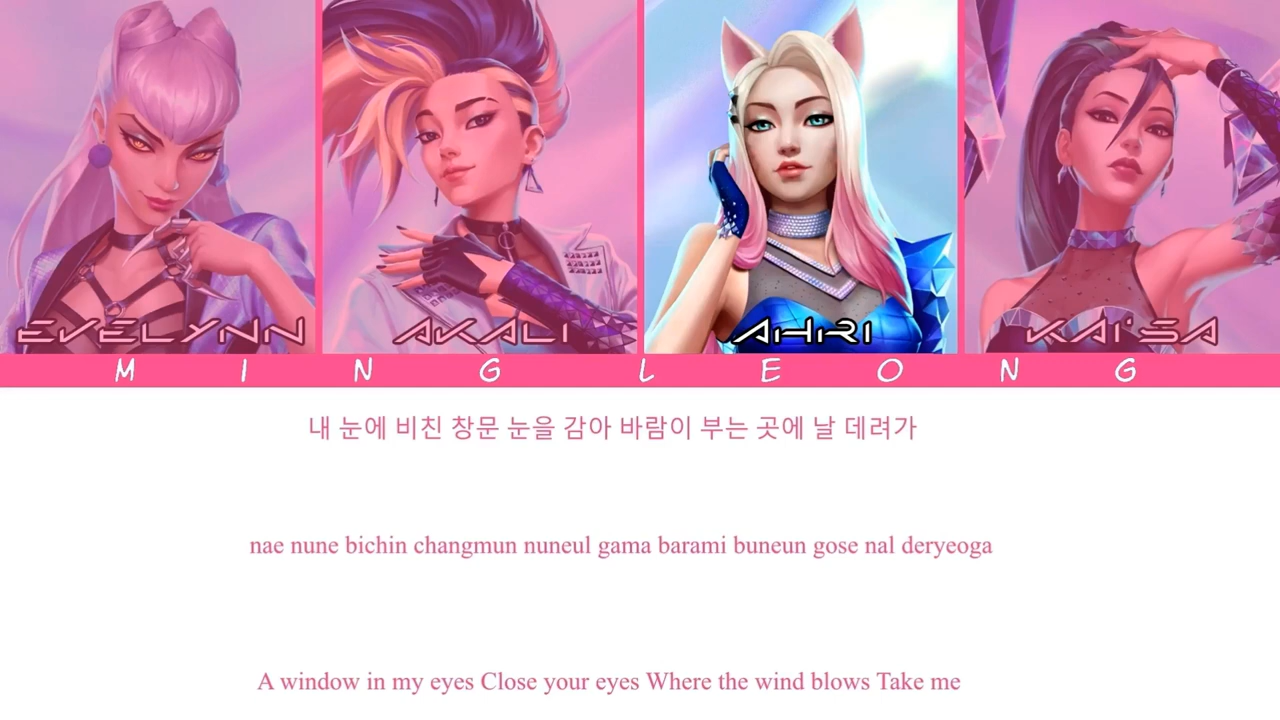 EVELYNN AKALI AHRI KAI'SA
MING LEONG
내 눈에 비친 창문 눈을 감아 바람이 부는 곳에 날 데려가
nae nune bichin changmun nuneul gama barami buneun gose nal deryeoga
A window in my eyes Close your eyes Where the wind blows Take me